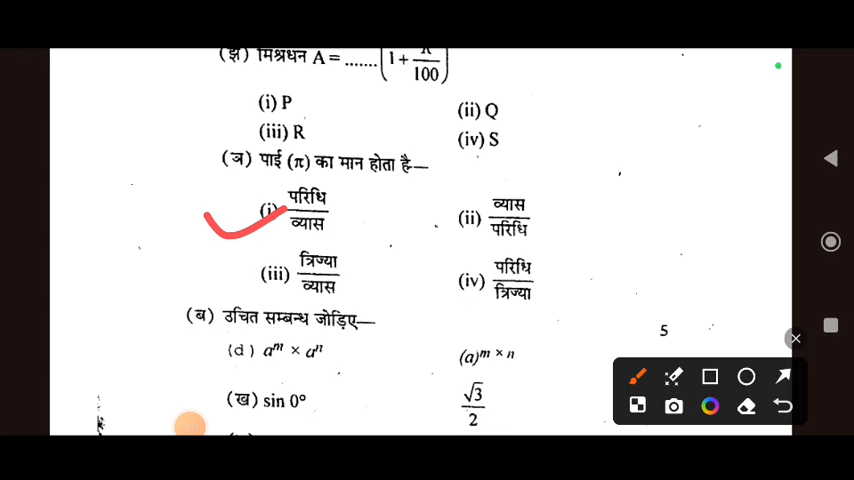 (झ) मिश्रधन A = ....... (1 + R/100)
(i) P (ii) Q
(iii) R (iv) S
(ञ) पाई (π) का मान होता है—
(i) परिधि/व्यास (ii) व्यास/परिधि
(iii) त्रिज्या/व्यास (iv) परिधि/त्रिज्या
(ब) उचित सम्बन्ध जोड़िए—
5
(d) a^m × a^n (a)^m × n
(ख) sin 0° √3/2